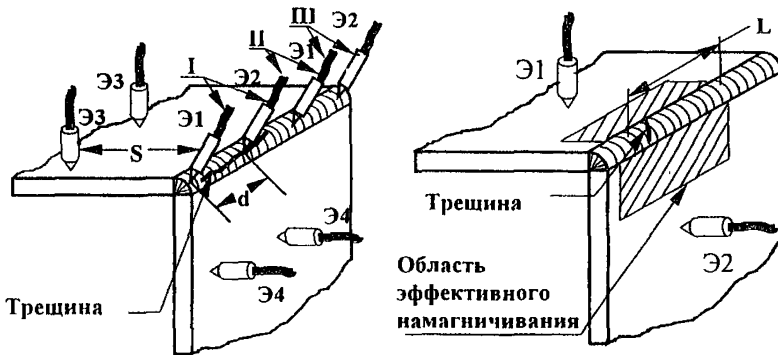 Э3
Э3
I
Э1
Э2
II
Э1
III
Э2
S
d
Э4
Э4
Трещина
L
Э1
Трещина
Э2
Область
эффективного
намагничивания